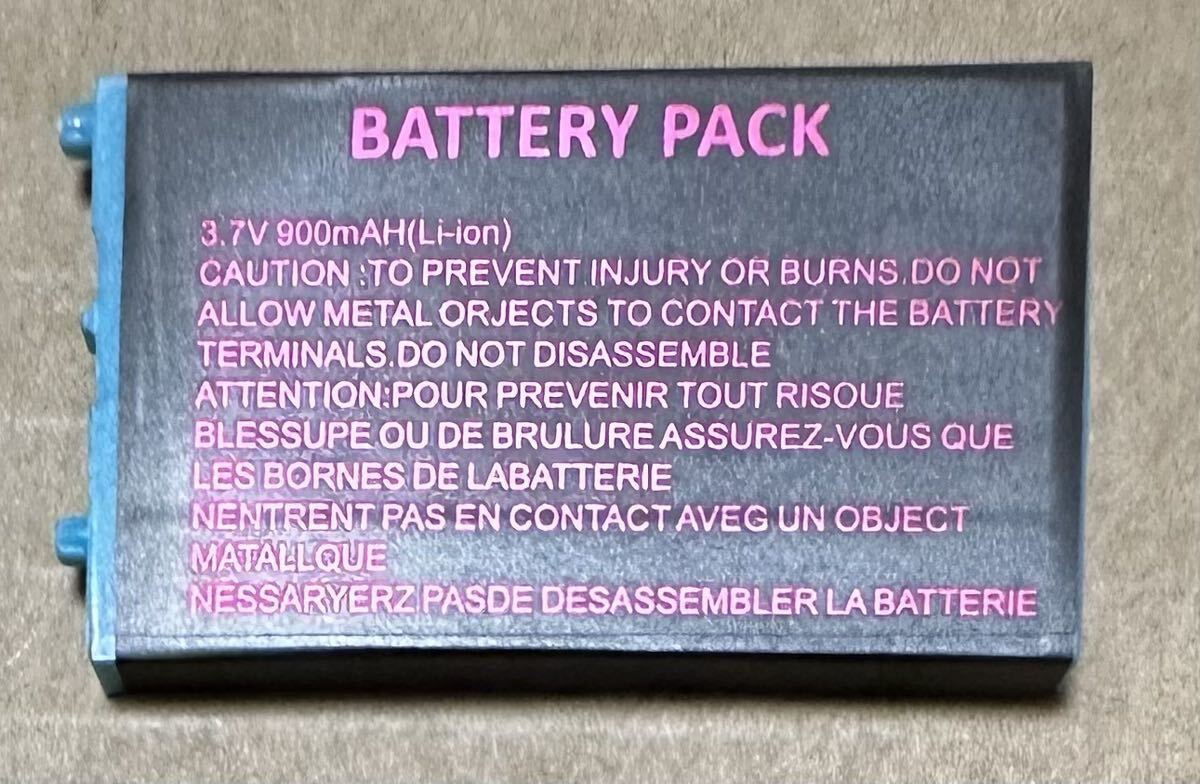 BATTERY PACK
3.7V 900mAH(Li-ion)
CAUTION :TO PREVENT INJURY OR BURNS.DO NOT
ALLOW METAL ORJECTS TO CONTACT THE BATTERY
TERMINALS.DO NOT DISASSEMBLE
ATTENTION:POUR PREVENIR TOUT RISOUE
BLESSUPE OU DE BRULURE ASSUREZ-VOUS QUE
LES BORNES DE LABATTERIE
NENTRENT PAS EN CONTACT AVEG UN OBJECT
MATALLQUE
NESSARYERZ PASDE DESASSEMBLER LA BATTERIE